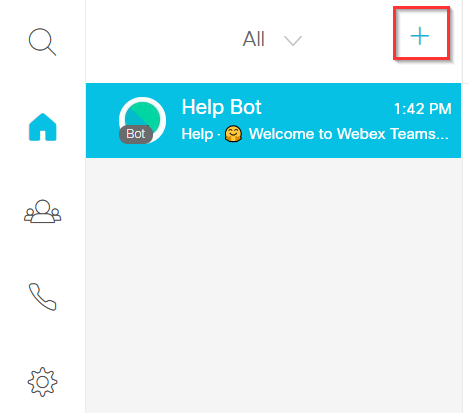 All
Help Bot 1:42 PM
Bot
Help · 🤗 Welcome to Webex Teams...